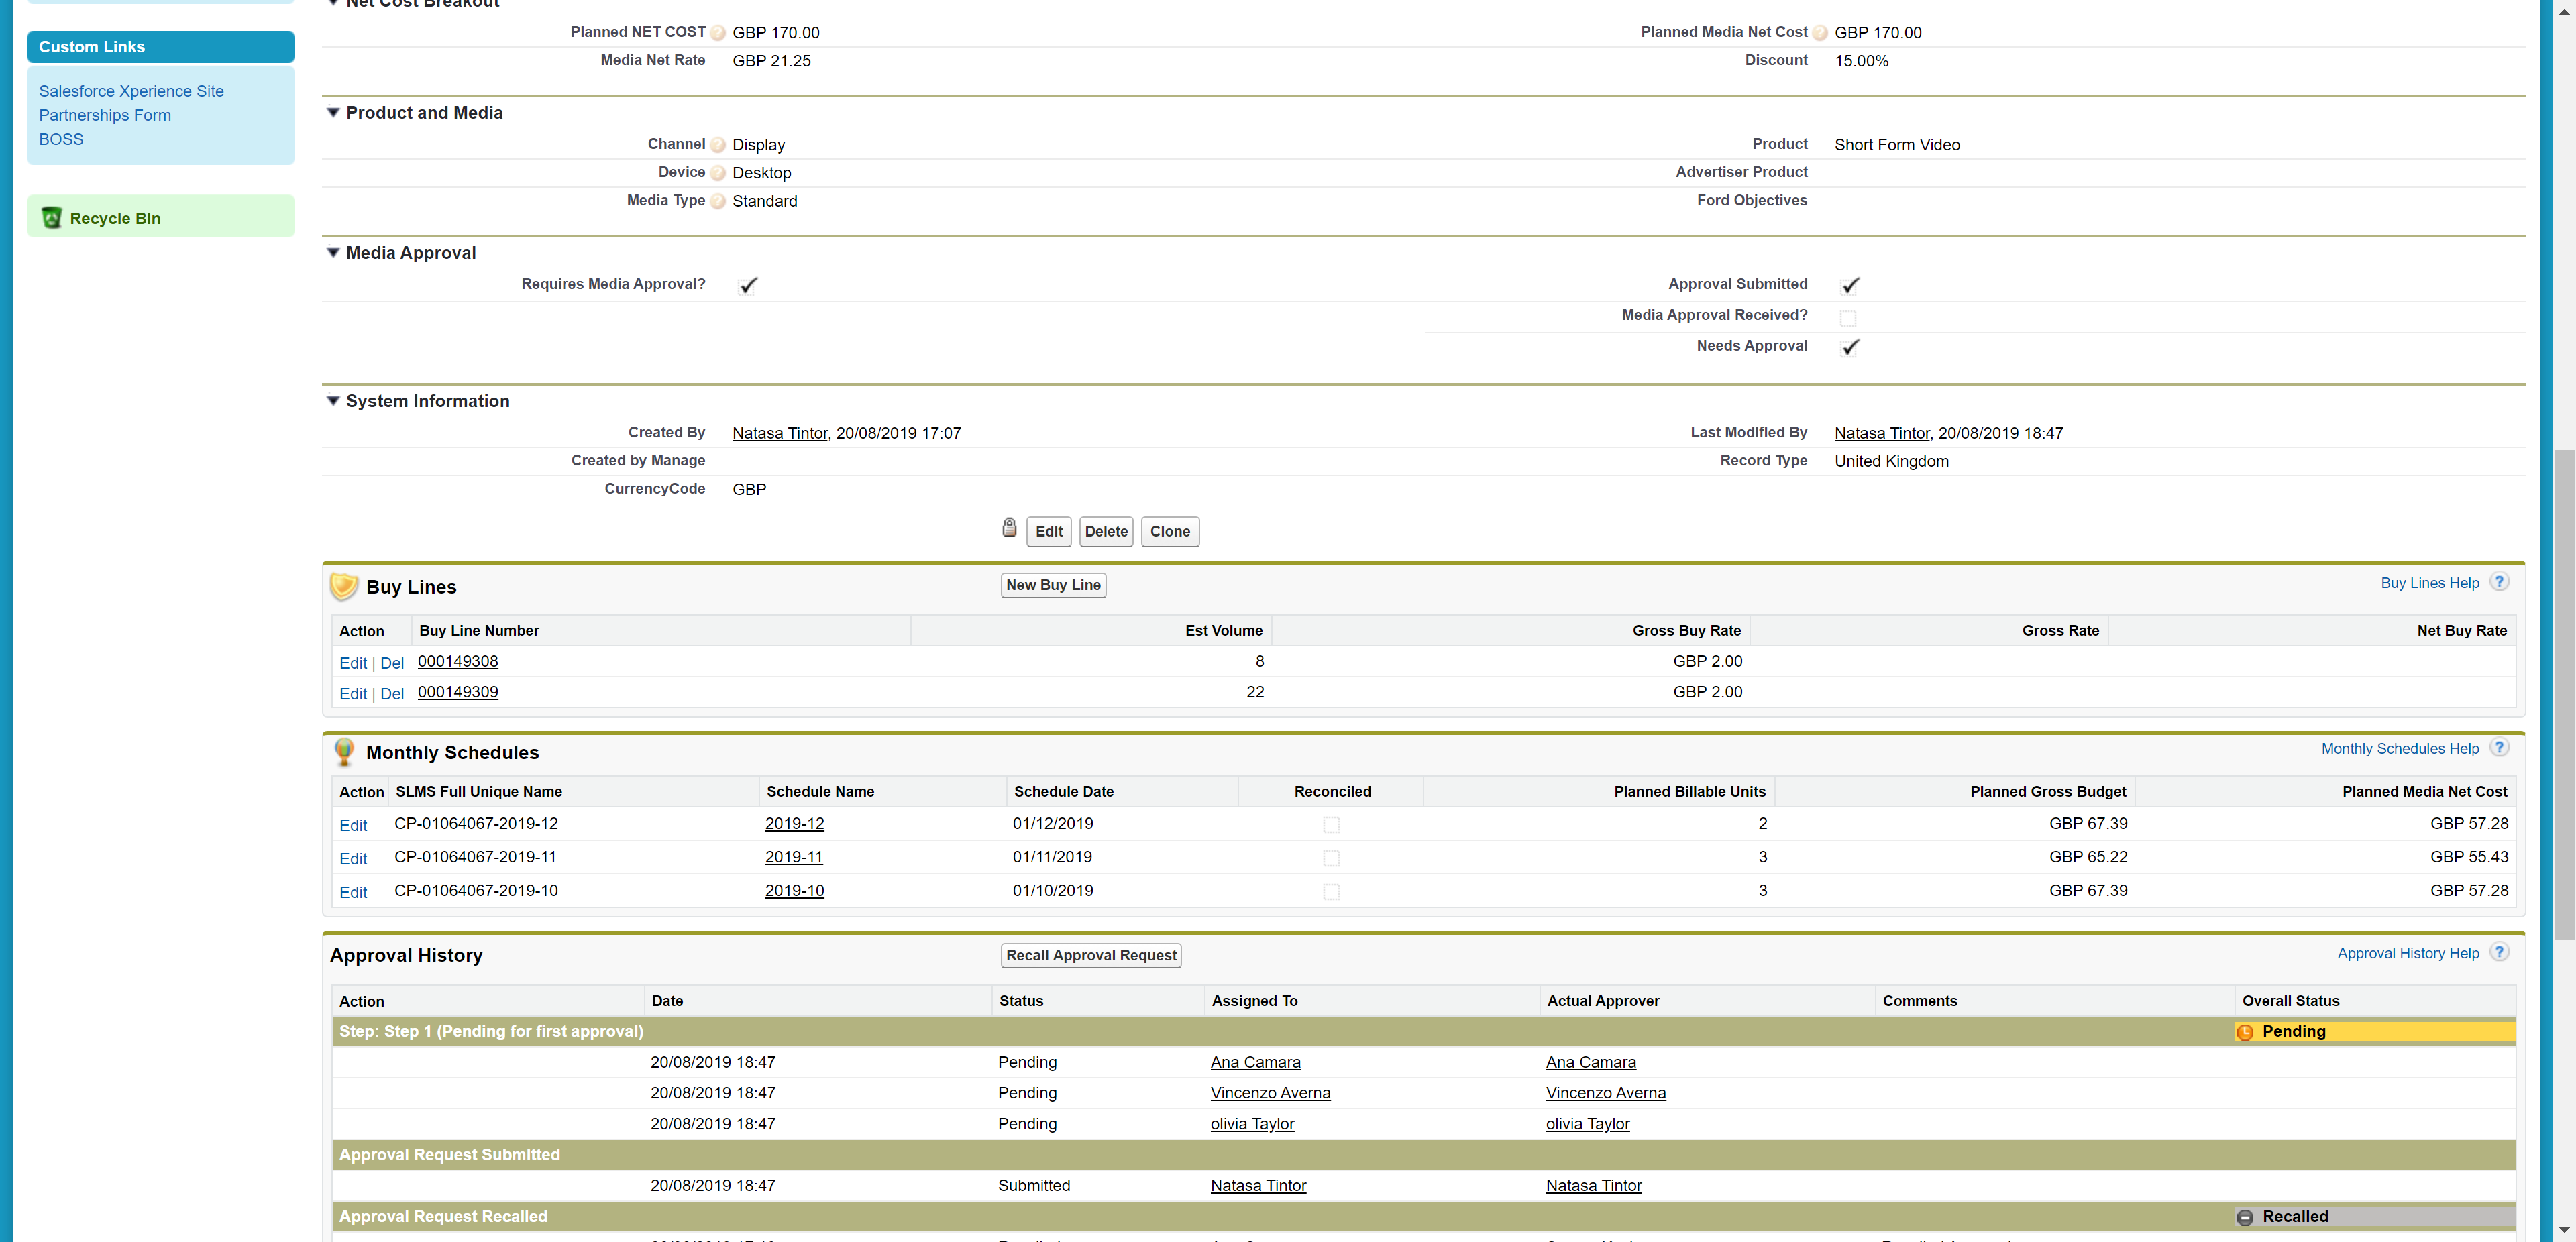 Net Cost Breakout
Custom Links
Salesforce Xperience Site
Partnerships Form
BOSS
Recycle Bin
Planned NET COST GBP 170.00 Planned Media Net Cost GBP 170.00
Media Net Rate GBP 21.25 Discount 15.00%
Product and Media
Channel Display Product Short Form Video
Device Desktop Advertiser Product
Media Type Standard Ford Objectives
Media Approval
Requires Media Approval? Approval Submitted
Media Approval Received?
Needs Approval
System Information
Created By Natasa Tintor, 20/08/2019 17:07 Last Modified By Natasa Tintor, 20/08/2019 18:47
Created by Manage Record Type United Kingdom
CurrencyCode GBP
Edit Delete Clone
Buy Lines New Buy Line Buy Lines Help ?
Action Buy Line Number Est Volume Gross Buy Rate Gross Rate Net Buy Rate
Edit | Del 000149308 8 GBP 2.00
Edit | Del 000149309 22 GBP 2.00
Monthly Schedules Monthly Schedules Help ?
Action SLMS Full Unique Name Schedule Name Schedule Date Reconciled Planned Billable Units Planned Gross Budget Planned Media Net Cost
Edit CP-01064067-2019-12 2019-12 01/12/2019 2 GBP 67.39 GBP 57.28
Edit CP-01064067-2019-11 2019-11 01/11/2019 3 GBP 65.22 GBP 55.43
Edit CP-01064067-2019-10 2019-10 01/10/2019 3 GBP 67.39 GBP 57.28
Approval History Recall Approval Request Approval History Help ?
Action Date Status Assigned To Actual Approver Comments Overall Status
Step: Step 1 (Pending for first approval) Pending
20/08/2019 18:47 Pending Ana Camara Ana Camara
20/08/2019 18:47 Pending Vincenzo Averna Vincenzo Averna
20/08/2019 18:47 Pending olivia Taylor olivia Taylor
Approval Request Submitted
20/08/2019 18:47 Submitted Natasa Tintor Natasa Tintor
Approval Request Recalled Recalled